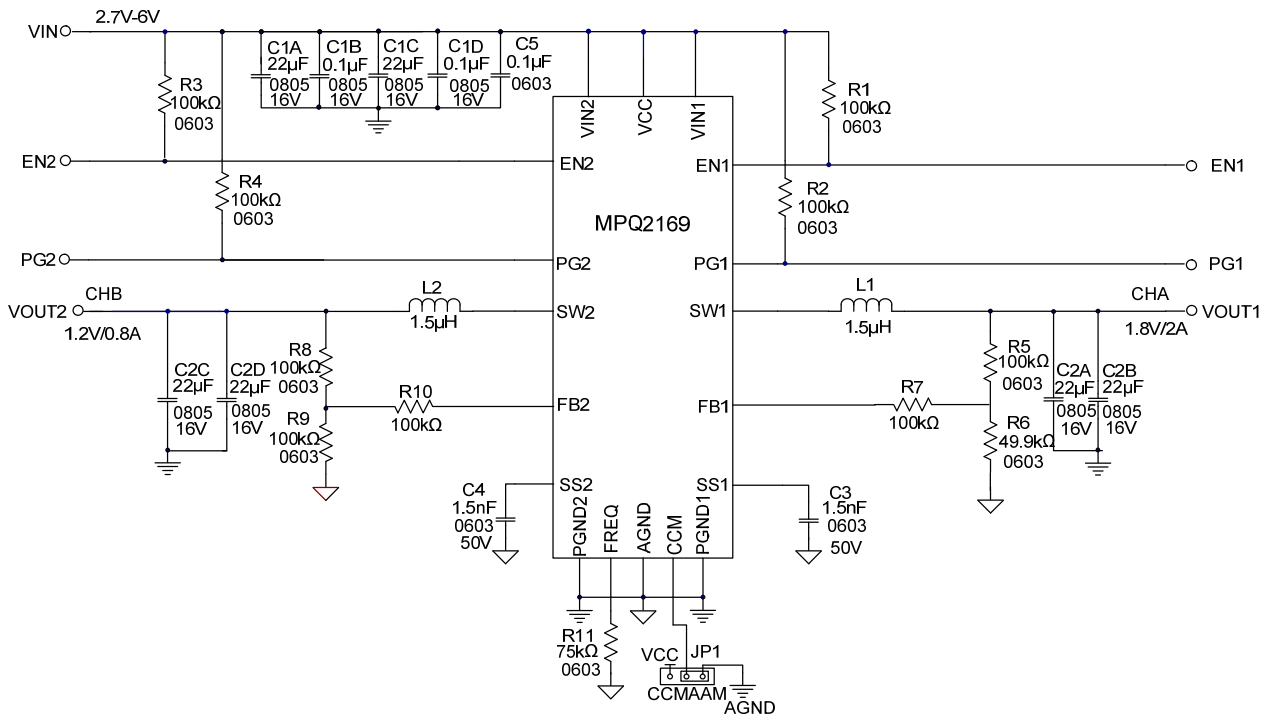 2.7V-6V
VIN
C1A
22µF
0805
16V
C1B
0.1µF
0805
16V
C1C
22µF
0805
16V
C1D
0.1µF
0805
16V
C5
0.1µF
0603
R3
100kΩ
0603
R1
100kΩ
0603
VIN2
VCC
VIN1
EN2
EN2
EN1
EN1
R4
100kΩ
0603
R2
100kΩ
0603
MPQ2169
PG2
PG2
PG1
PG1
CHB
VOUT2
1.2V/0.8A
L2
1.5µH
SW2
SW1
L1
1.5µH
CHA
VOUT1
1.8V/2A
C2C
22µF
0805
16V
C2D
22µF
0805
16V
R8
100kΩ
0603
R9
100kΩ
0603
R10
100kΩ
FB2
FB1
R7
100kΩ
R5
100kΩ
0603
R6
49.9kΩ
0603
C2A
22µF
0805
16V
C2B
22µF
0805
16V
C4
1.5nF
0603
50V
SS2
SS1
C3
1.5nF
0603
50V
PGND2
FREQ
AGND
CCM
PGND1
R11
75kΩ
0603
VCC
JP1
CCMAAM
AGND